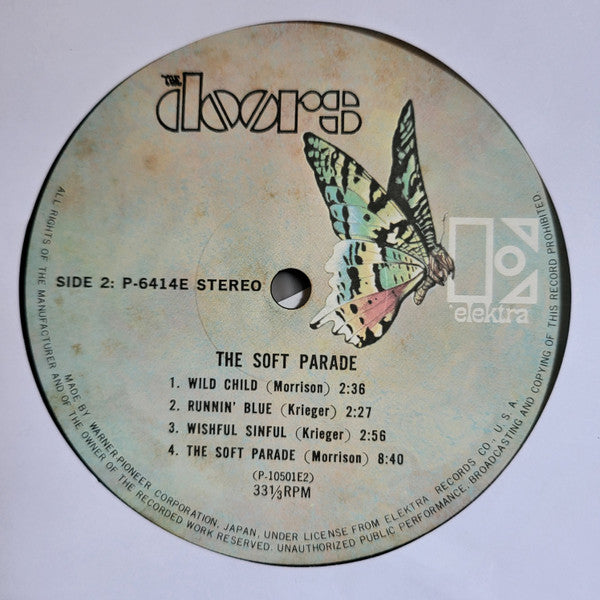 THE
doors
SIDE 2: P-6414E STEREO
elektra
THE SOFT PARADE
1. WILD CHILD (Morrison) 2:36
2. RUNNIN' BLUE (Krieger) 2:27
3. WISHFUL SINFUL (Krieger) 2:56
4. THE SOFT PARADE (Morrison) 8:40
(P-10501E2)
33⅓RPM
ALL RIGHTS OF THE MANUFACTURER AND OF THE OWNER OF THE RECORDED WORK RESERVED. UNAUTHORIZED PUBLIC PERFORMANCE, BROADCASTING AND COPYING OF THIS RECORD PROHIBITED.
MADE BY WARNER-PIONEER CORPORATION, JAPAN, UNDER LICENSE FROM ELEKTRA RECORDS CO., U.S.A.